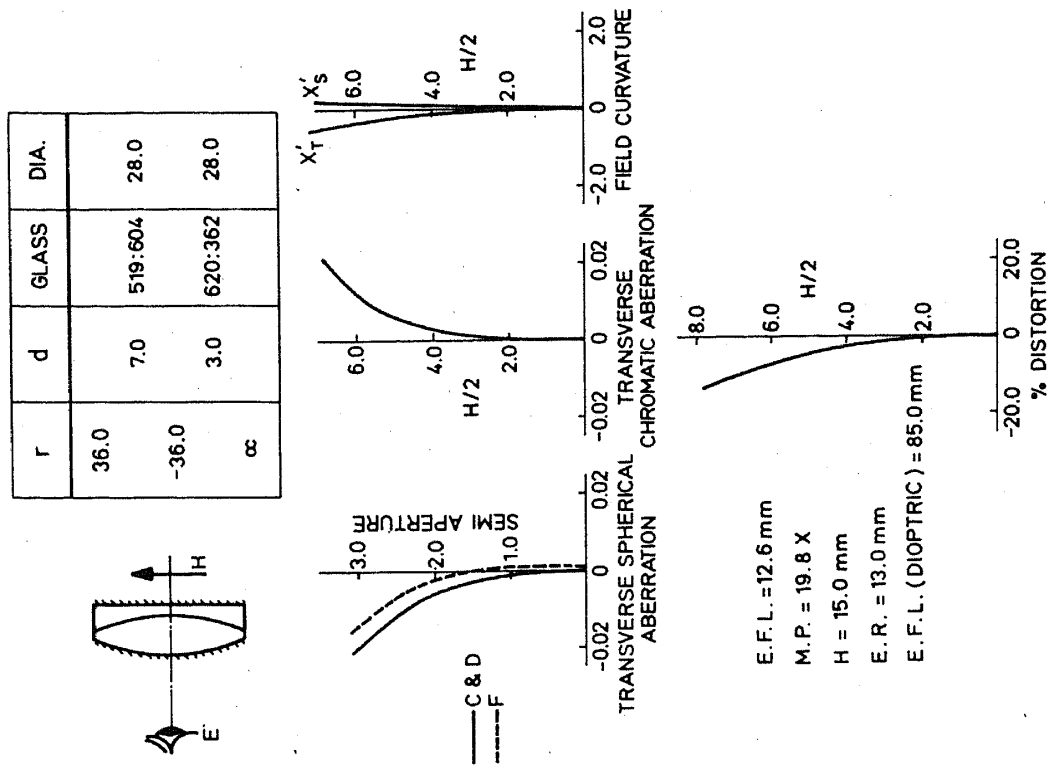 r d GLASS DIA.
36.0
7.0 519:604 28.0
-36.0
3.0 620:362 28.0
∞
E
H
C & D
F
3.0
2.0
1.0
SEMI APERTURE
-0.02 0 0.02
TRANSVERSE SPHERICAL
ABERRATION
6.0
4.0
2.0
H/2
-0.02 0 0.02
TRANSVERSE
CHROMATIC ABERRATION
X'T X'S
6.0
4.0
2.0
H/2
-2.0 0 2.0
FIELD CURVATURE
E.F.L. = 12.6 mm
M.P. = 19.8 X
H = 15.0 mm
E.R. = 13.0 mm
E.F.L. (DIOPTRIC) = 85.0 mm
8.0
6.0
4.0
2.0
H/2
-20.0 0 20.0
% DISTORTION